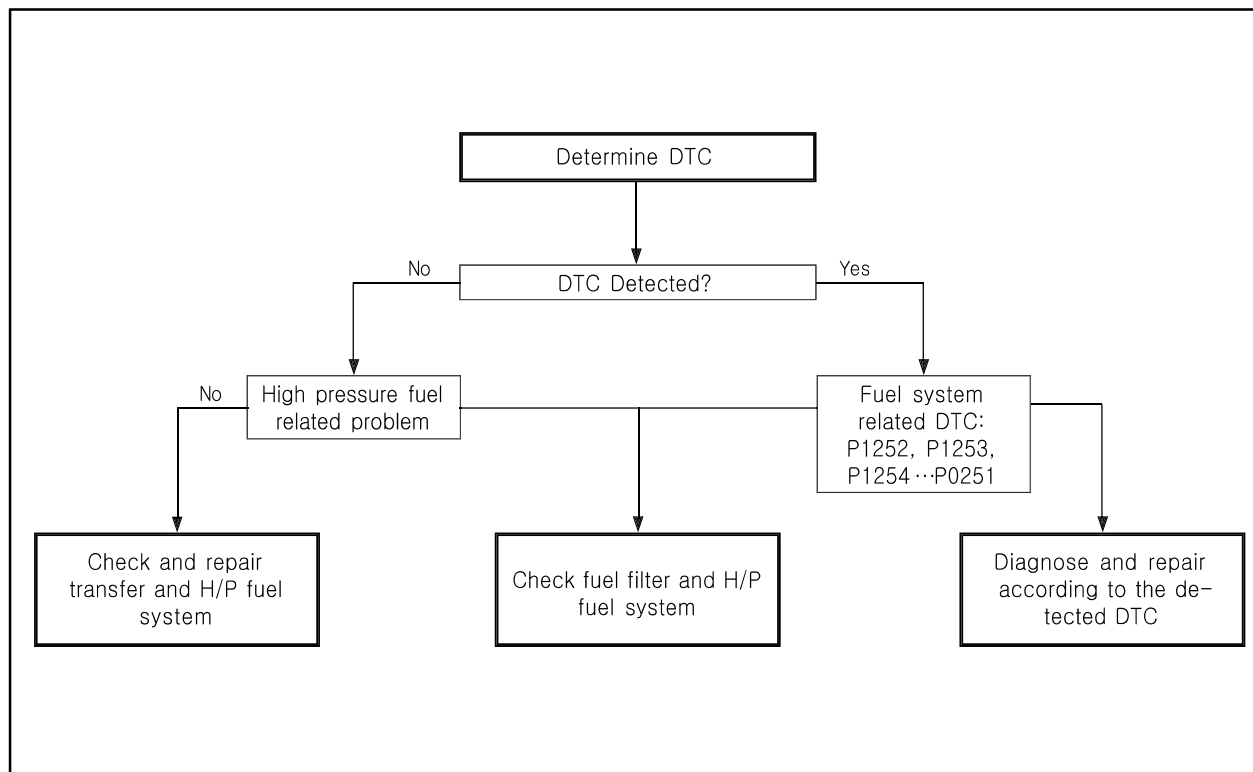 Determine DTC
No
DTC Detected?
Yes
No
High pressure fuel
related problem
Fuel system
related DTC:
P1252, P1253,
P1254 ⋯P0251
Check and repair
transfer and H/P fuel
system
Check fuel filter and H/P
fuel system
Diagnose and repair
according to the de-
tected DTC